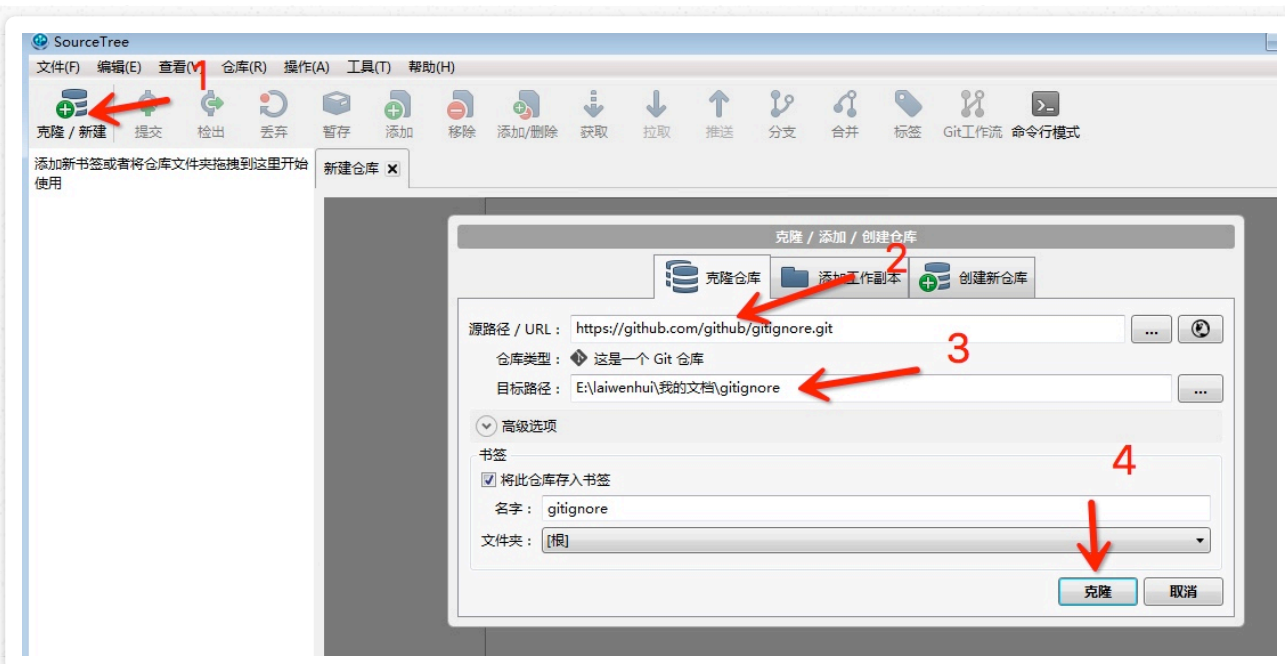 SourceTree
文件(F) 编辑(E) 查看(V) 仓库(R) 操作(A) 工具(T) 帮助(H)
1
克隆 / 新建 提交 检出 丢弃 暂存 添加 移除 添加/删除 获取 拉取 推送 分支 合并 标签 Git工作流 命令行模式
添加新书签或者将仓库文件夹拖拽到这里开始
使用
新建仓库
克隆 / 添加 / 创建仓库
2
克隆仓库 添加工作副本 创建新仓库
源路径 / URL: https://github.com/github/gitignore.git ...
3
仓库类型: 这是一个 Git 仓库
目标路径: E:\laiwenhui\我的文档\gitignore ...
高级选项
书签
4
将此仓库存入书签
名字: gitignore
文件夹: [根]
克隆 取消